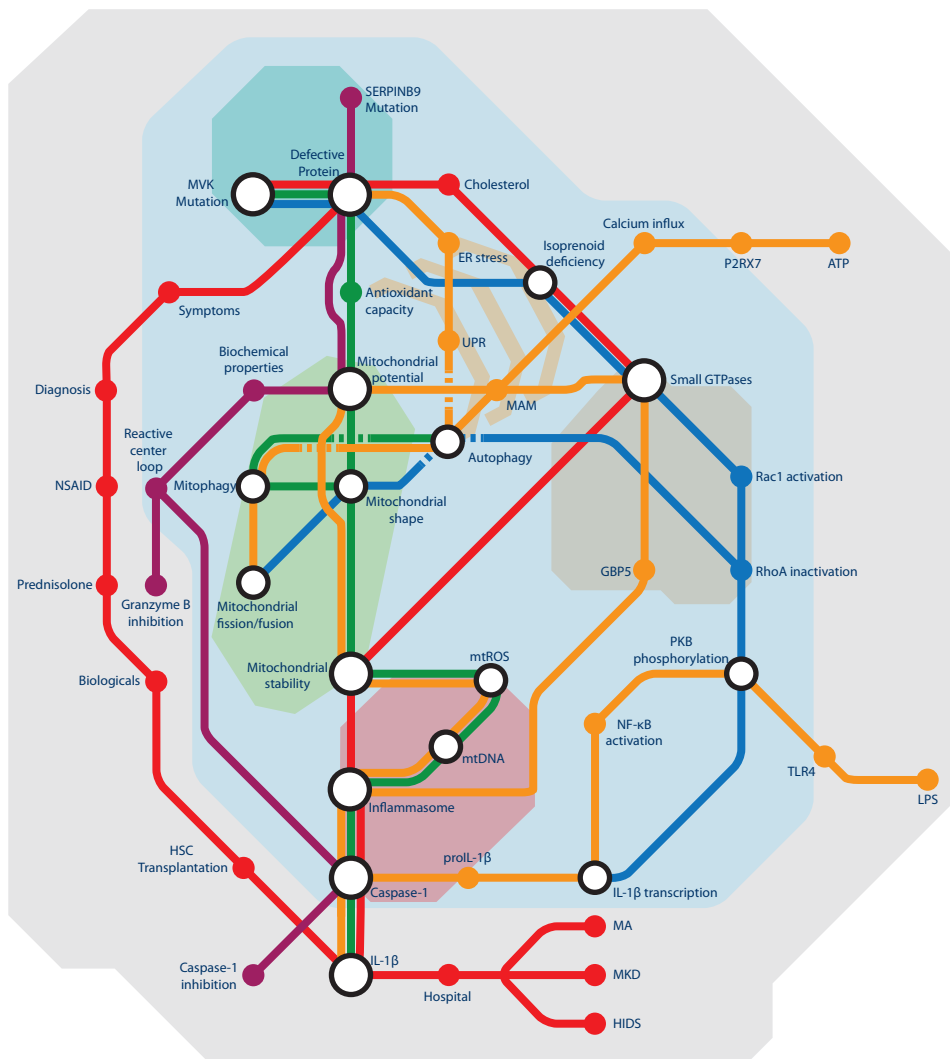 SERPINB9
Mutation
Defective
Protein
MVK
Mutation
Cholesterol
Calcium influx
P2RX7
ATP
Isoprenoid
deficiency
ER stress
Symptoms
Antioxidant
capacity
UPR
Biochemical
properties
Mitochondrial
potential
Small GTPases
Diagnosis
MAM
Reactive
center
loop
Autophagy
NSAID
Mitophagy
Mitochondrial
shape
Rac1 activation
Prednisolone
Granzyme B
inhibition
Mitochondrial
fission/fusion
GBP5
RhoA inactivation
PKB
phosphorylation
mtROS
Mitochondrial
stability
Biologicals
NF-κB
activation
mtDNA
TLR4
LPS
Inflammasome
HSC
Transplantation
proIL-1β
Caspase-1
IL-1β transcription
MA
IL-1β
Caspase-1
inhibition
Hospital
MKD
HIDS